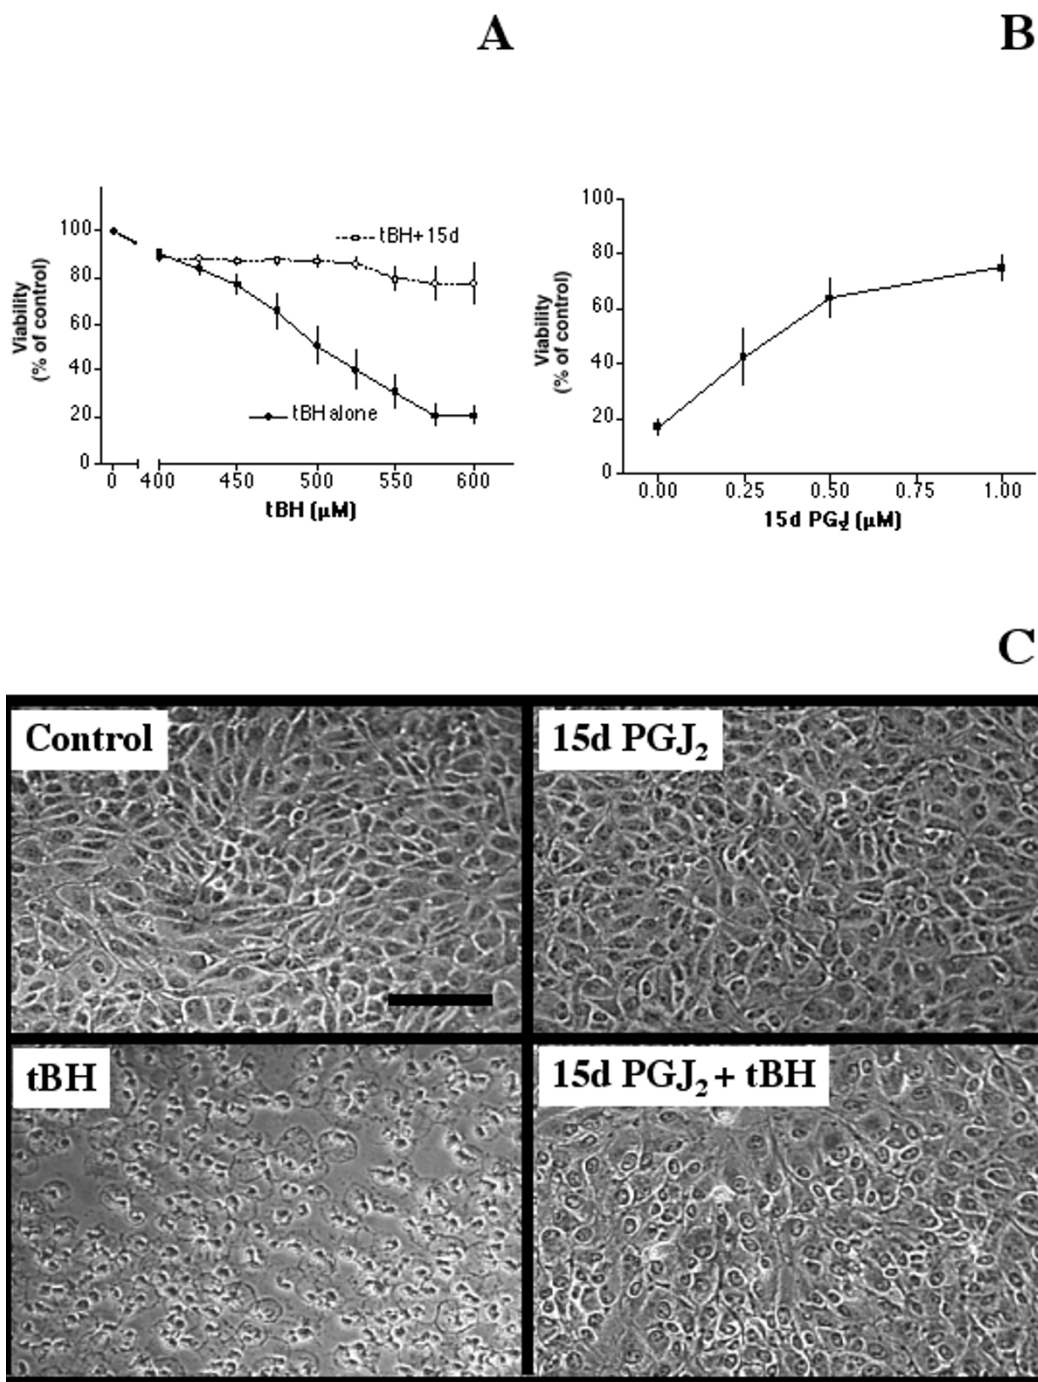 A
B
100
80
60
40
20
0
Viability
(% of control)
tBH+15d
tBH alone
0 400 450 500 550 600
tBH (µM)
100
80
60
40
20
0
Viability
(% of control)
0.00 0.25 0.50 0.75 1.00
15d PGJ2 (µM)
C
Control
15d PGJ2
tBH
15d PGJ2 + tBH